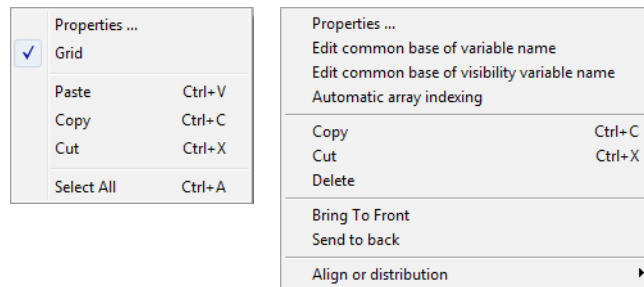 Properties ...
Grid
Paste Ctrl+V
Copy Ctrl+C
Cut Ctrl+X
Select All Ctrl+A
Properties ...
Edit common base of variable name
Edit common base of visibility variable name
Automatic array indexing
Copy Ctrl+C
Cut Ctrl+X
Delete
Bring To Front
Send to back
Align or distribution